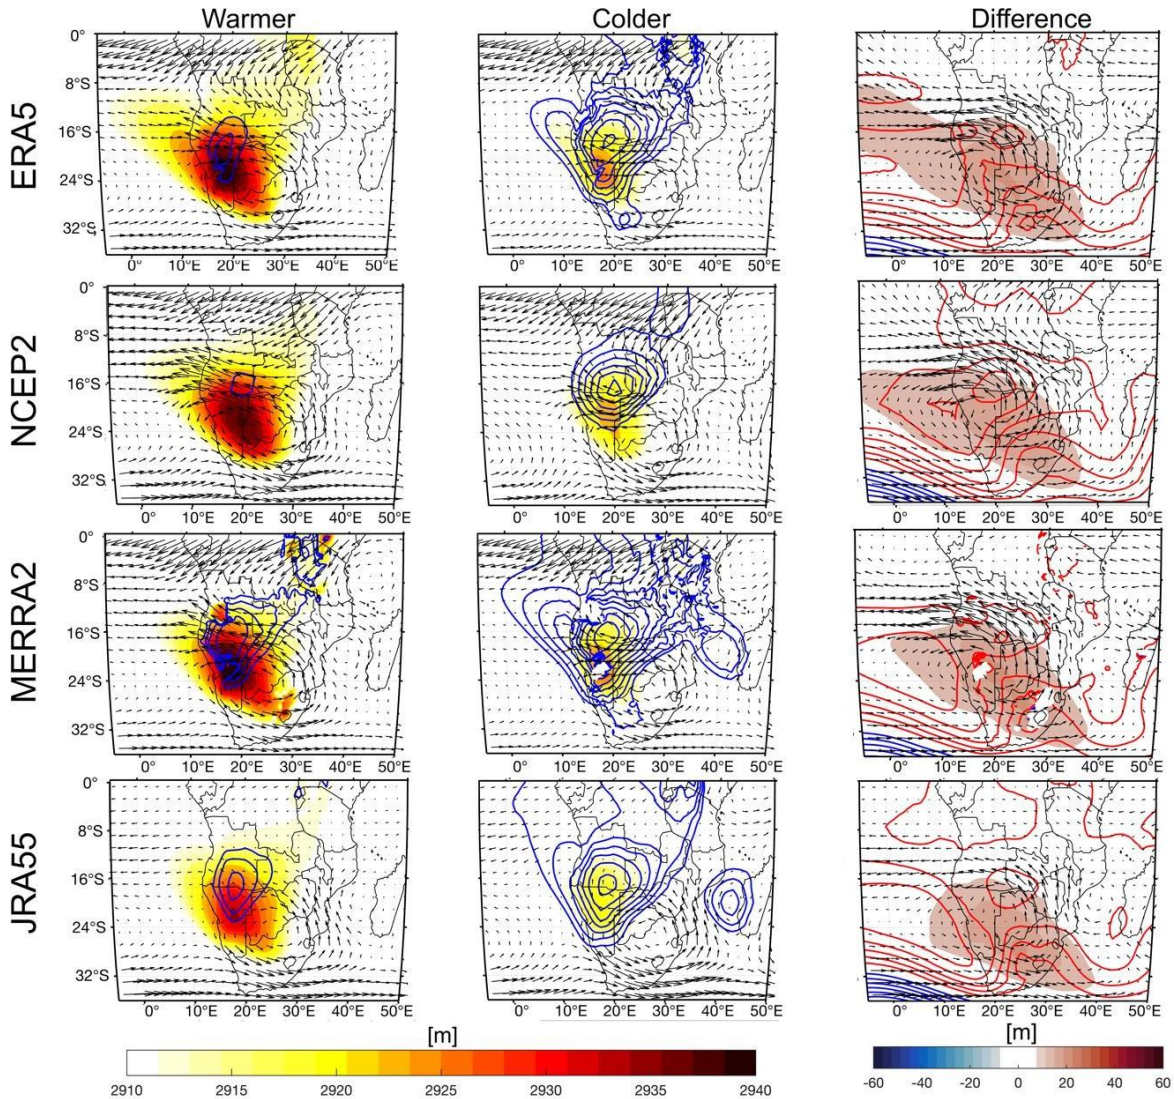 Warmer Colder Difference
ERA5
0°
8°S
16°S
24°S
32°S
0° 10°E 20°E 30°E 40°E 50°E 0° 10°E 20°E 30°E 40°E 50°E 0° 10°E 20°E 30°E 40°E 50°E
NCEP2
0°
8°S
16°S
24°S
32°S
0° 10°E 20°E 30°E 40°E 50°E 0° 10°E 20°E 30°E 40°E 50°E 0° 10°E 20°E 30°E 40°E 50°E
MERRA2
0°
8°S
16°S
24°S
32°S
0° 10°E 20°E 30°E 40°E 50°E 0° 10°E 20°E 30°E 40°E 50°E 0° 10°E 20°E 30°E 40°E 50°E
JRA55
0°
8°S
16°S
24°S
32°S
0° 10°E 20°E 30°E 40°E 50°E 0° 10°E 20°E 30°E 40°E 50°E 0° 10°E 20°E 30°E 40°E 50°E
[m] [m]
2910 2915 2920 2925 2930 2935 2940 -60 -40 -20 0 20 40 60